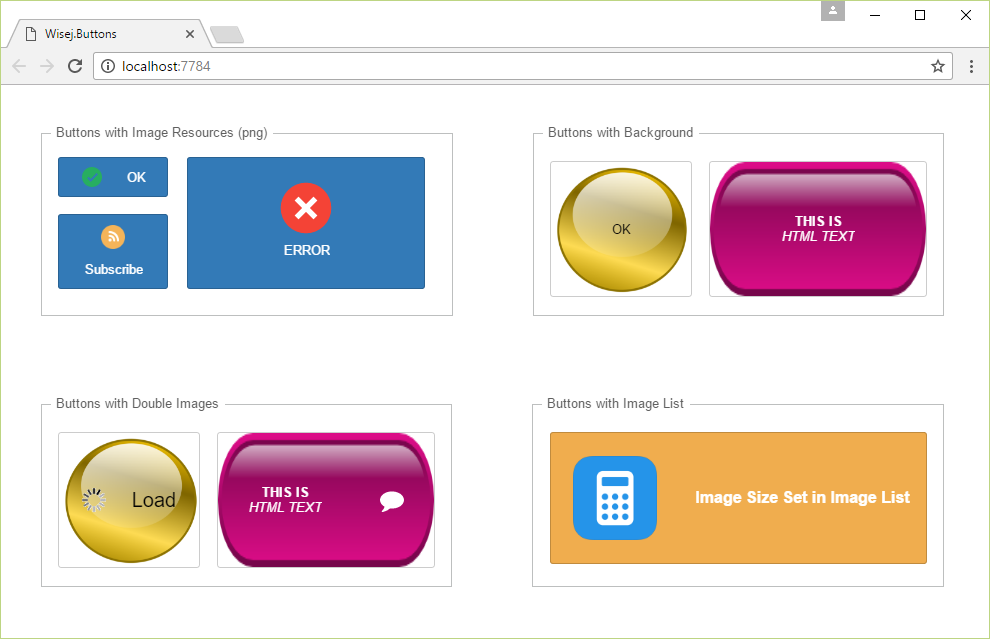 Wisej.Buttons
localhost:7784
Buttons with Image Resources (png)
OK
Subscribe
ERROR
Buttons with Background
OK
THIS IS
HTML TEXT
Buttons with Double Images
Load
THIS IS
HTML TEXT
Buttons with Image List
Image Size Set in Image List